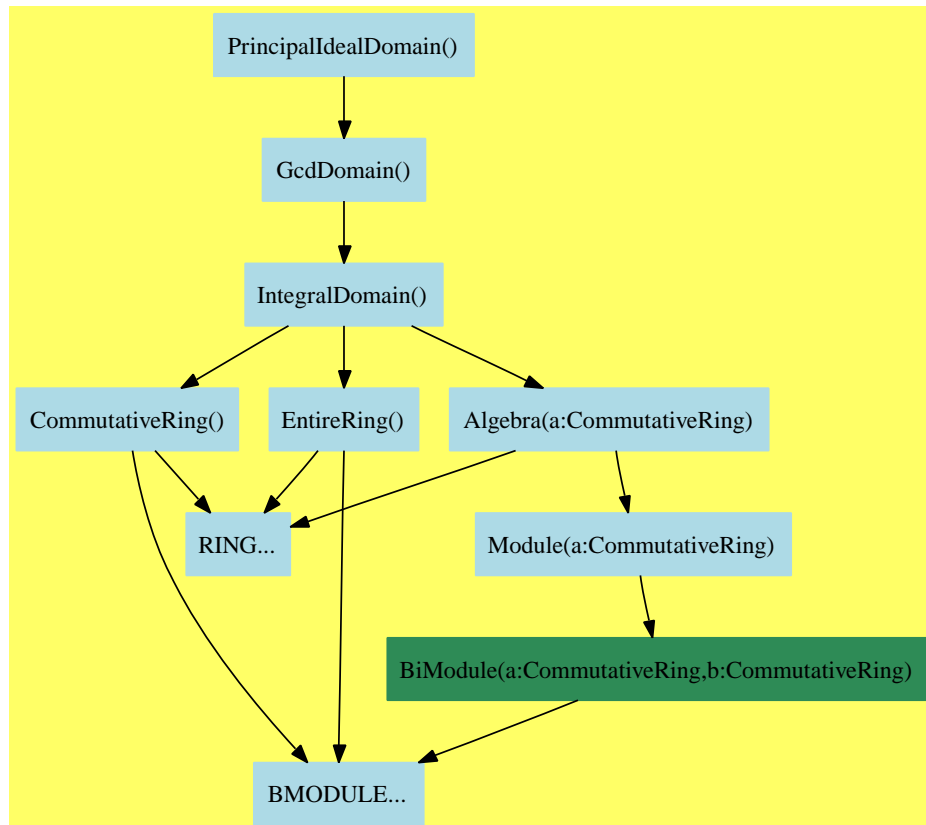 PrincipalIdealDomain()
GcdDomain()
IntegralDomain()
CommutativeRing()
EntireRing()
Algebra(a:CommutativeRing)
RING...
Module(a:CommutativeRing)
BiModule(a:CommutativeRing,b:CommutativeRing)
BMODULE...